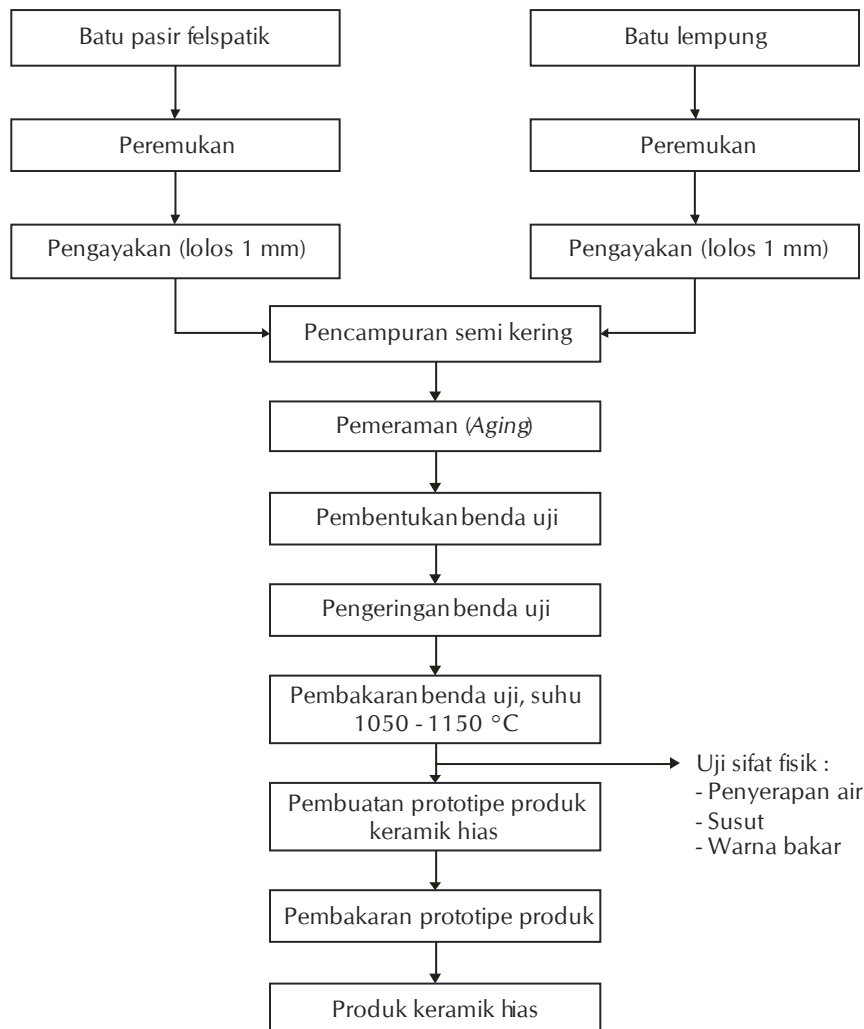 Batu pasir felspatik
Batu lempung
Peremukan
Peremukan
Pengayakan (lolos 1 mm)
Pengayakan (lolos 1 mm)
Pencampuran semi kering
Pemeraman (Aging)
Pembentukan benda uji
Pengeringan benda uji
Pembakaran benda uji, suhu
1050 - 1150 °C
Uji sifat fisik :
- Penyerapan air
- Susut
- Warna bakar
Pembuatan prototipe produk
keramik hias
Pembakaran prototipe produk
Produk keramik hias